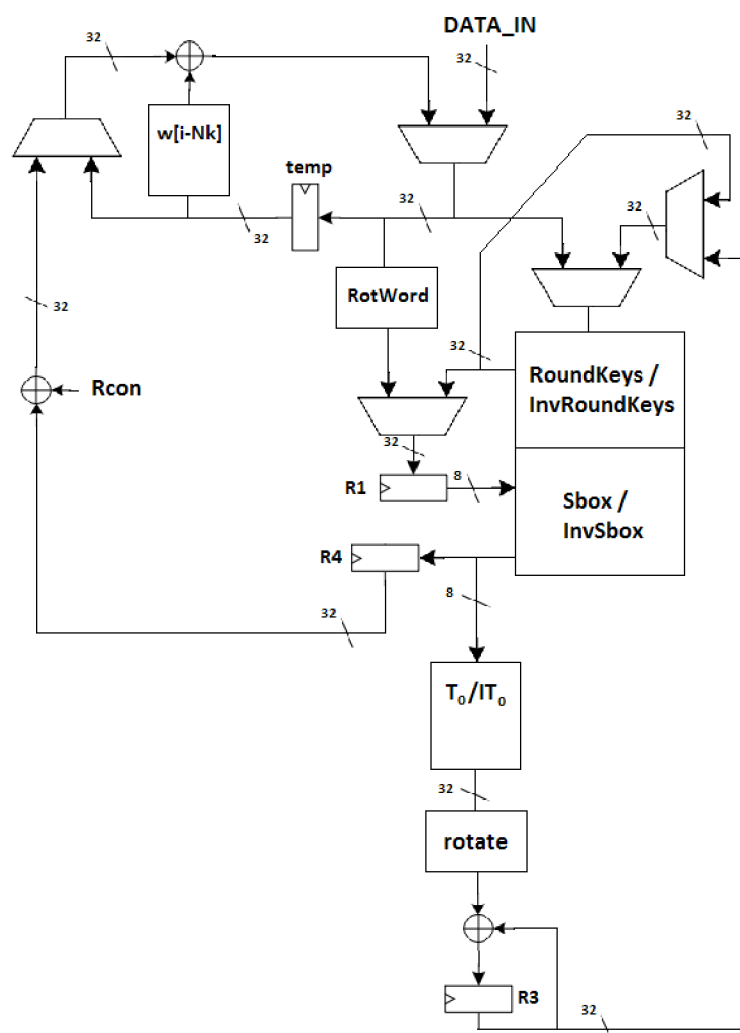 DATA_IN
32
32
w[i-Nk]
32
temp
32
32
32
RotWord
32
32
RoundKeys /
InvRoundKeys
Rcon
32
R1
8
Sbox /
InvSbox
R4
8
32
T₀/IT₀
32
rotate
R3
32